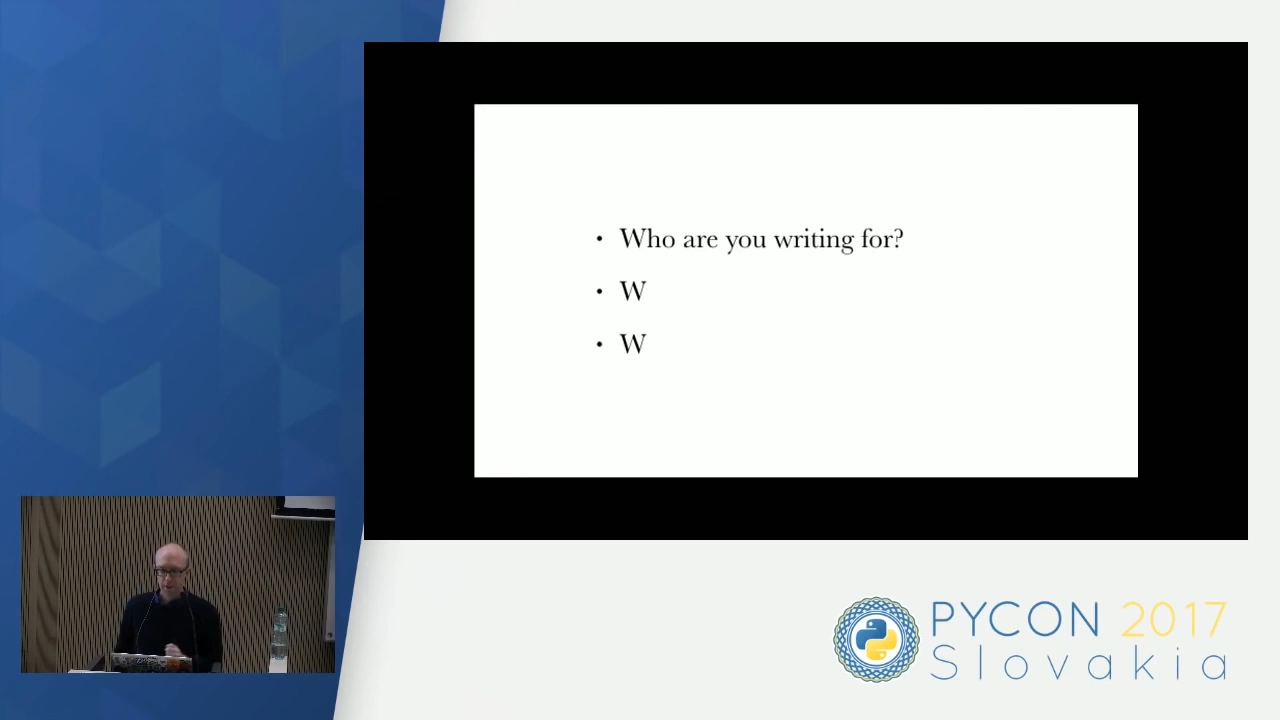 • Who are you writing for?
• W
• W
PYCON 2017
Slovakia